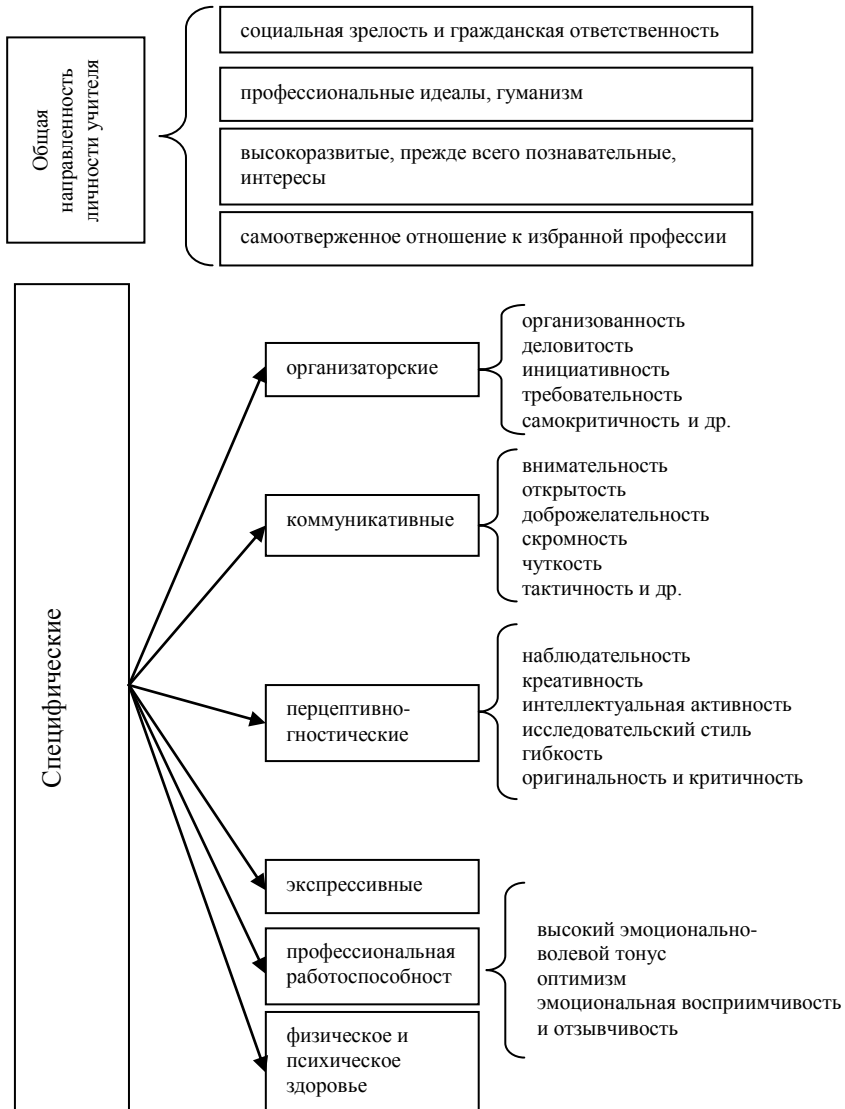 Общая
направленность
личности учителя
социальная зрелость и гражданская ответственность
профессиональные идеалы, гуманизм
высокоразвитые, прежде всего познавательные,
интересы
самоотверженное отношение к избранной профессии
Специфические
организаторские
организованность
деловитость
инициативность
требовательность
самокритичность и др.
коммуникативные
внимательность
открытость
доброжелательность
скромность
чуткость
тактичность и др.
перцептивно-
гностические
наблюдательность
креативность
интеллектуальная активность
исследовательский стиль
гибкость
оригинальность и критичность
экспрессивные
профессиональная
работоспособност
физическое и
психическое
здоровье
высокий эмоционально-
волевой тонус
оптимизм
эмоциональная восприимчивость
и отзывчивость